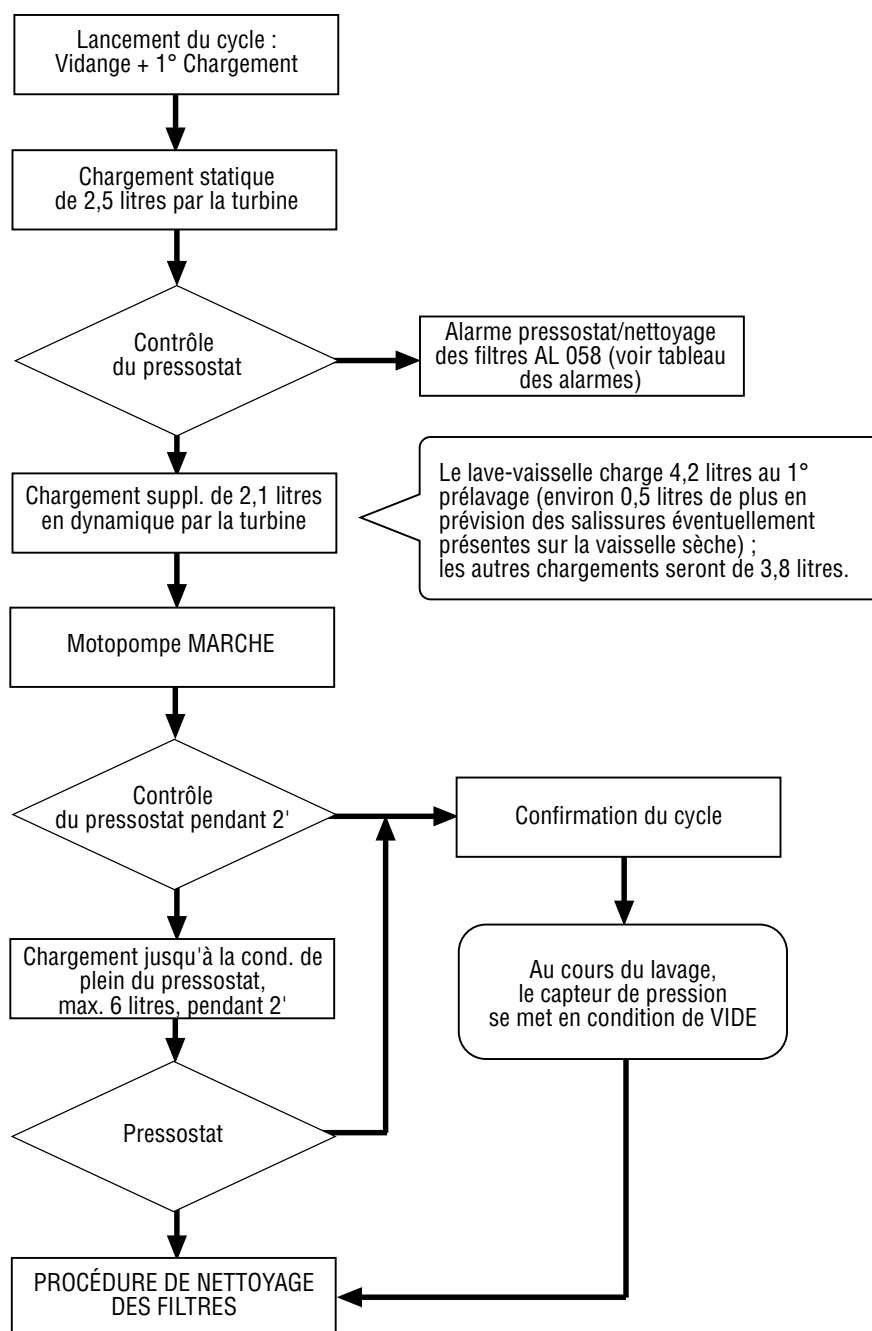 Lancement du cycle :
Vidange + 1° Chargement
Chargement statique
de 2,5 litres par la turbine
Contrôle
du pressostat
Alarme pressostat/nettoyage
des filtres AL 058 (voir tableau
des alarmes)
Chargement suppl. de 2,1 litres
en dynamique par la turbine
Le lave-vaisselle charge 4,2 litres au 1°
prélavage (environ 0,5 litres de plus en
prévision des salissures éventuellement
présentes sur la vaisselle sèche) ;
les autres chargements seront de 3,8 litres.
Motopompe MARCHE
Contrôle
du pressostat pendant 2'
Confirmation du cycle
Chargement jusqu'à la cond. de
plein du pressostat,
max. 6 litres, pendant 2'
Au cours du lavage,
le capteur de pression
se met en condition de VIDE
Pressostat
PROCÉDURE DE NETTOYAGE
DES FILTRES